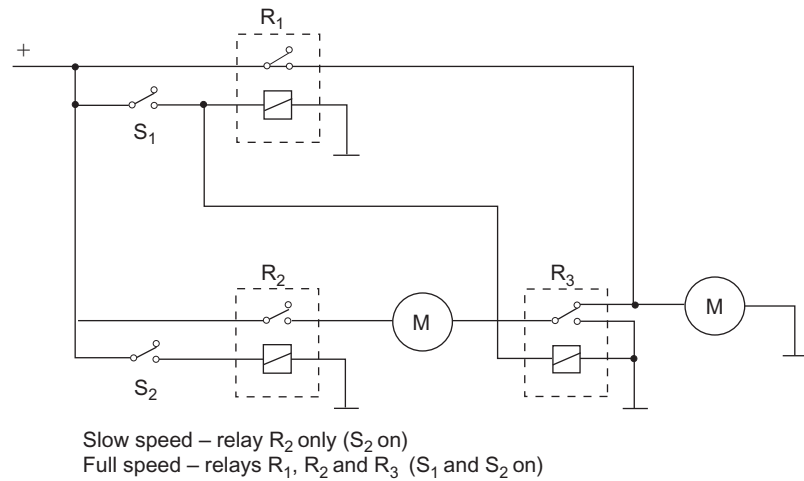 R₁
+
S₁
R₂
R₃
M
M
S₂
Slow speed – relay R₂ only (S₂ on)
Full speed – relays R₁, R₂ and R₃ (S₁ and S₂ on)